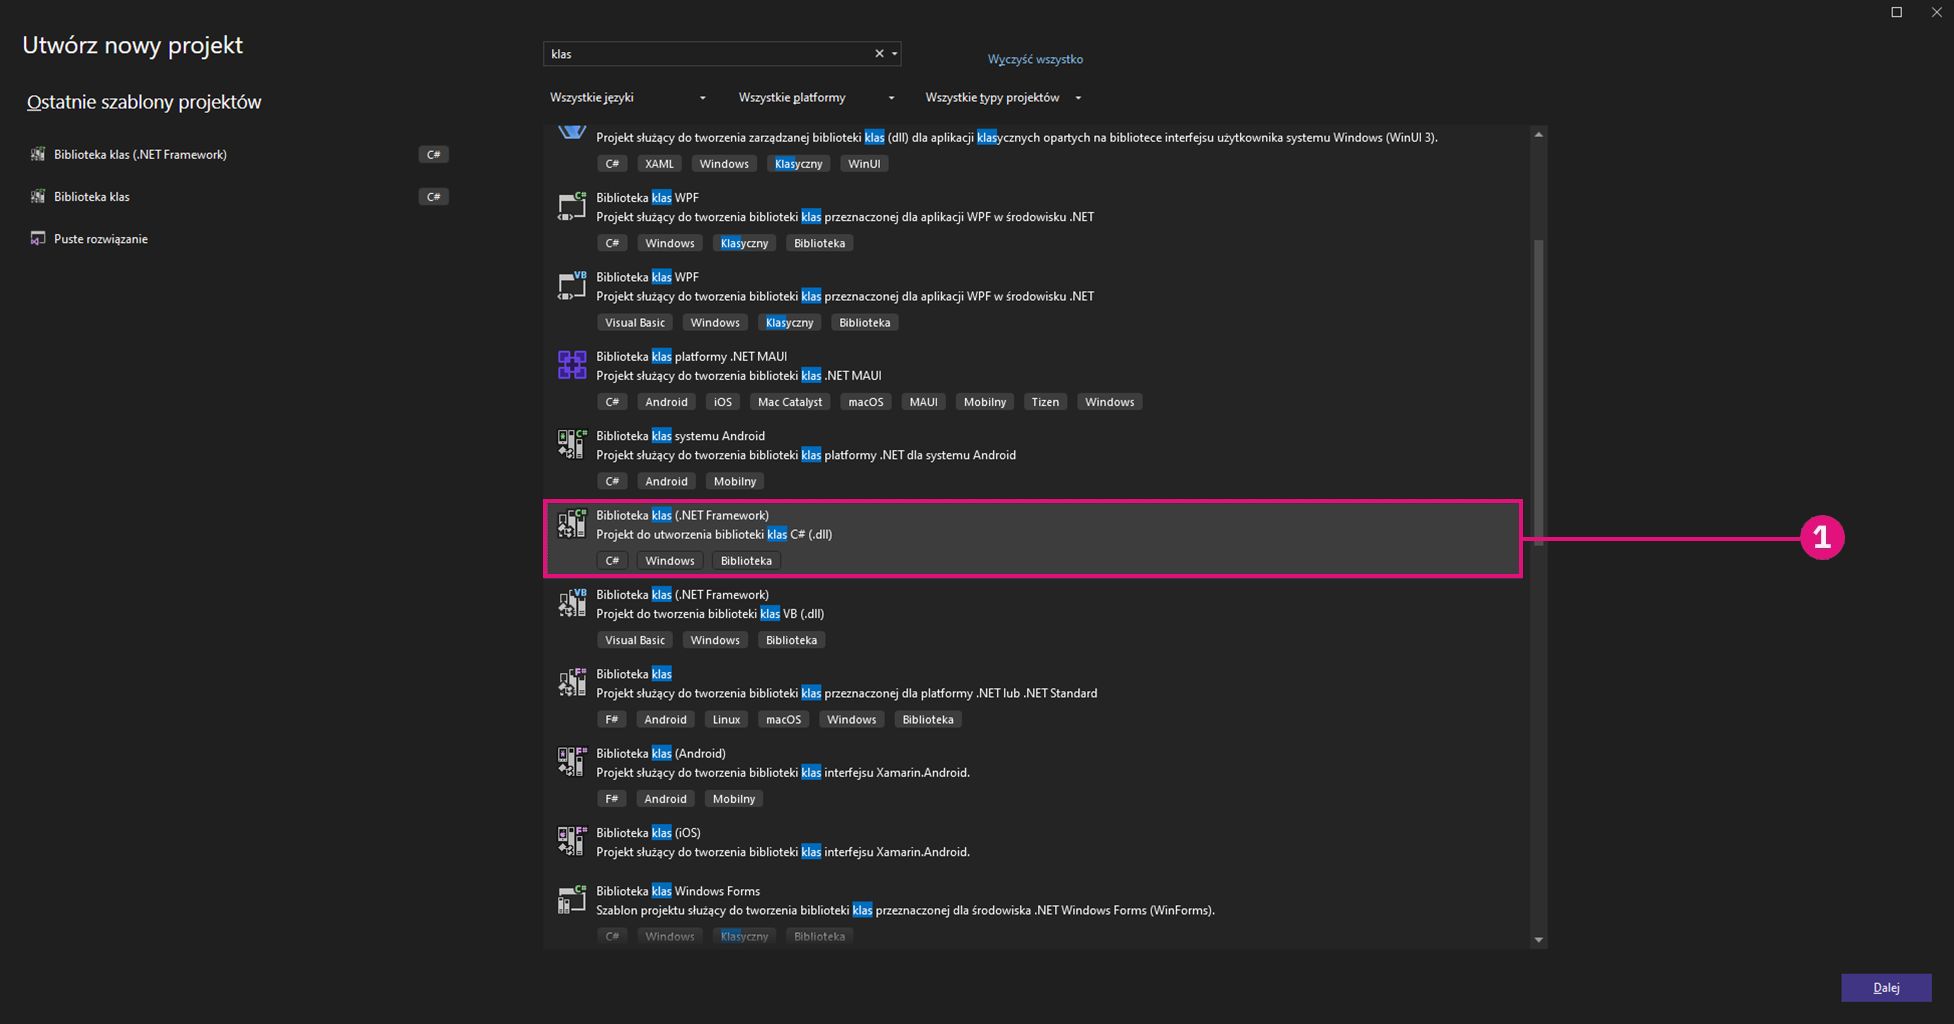 Utwórz nowy projekt
Ostatnie szablony projektów
Biblioteka klas (.NET Framework) C#
Biblioteka klas C#
Puste rozwiązanie
klas
Wyczyść wszystko
Wszystkie języki Wszystkie platformy Wszystkie typy projektów
Projekt służący do tworzenia zarządzanej biblioteki klas (dll) dla aplikacji klasycznych opartych na bibliotece interfejsu użytkownika systemu Windows (WinUI 3).
C# XAML Windows Klasyczny WinUI
C#
Biblioteka klas WPF
Projekt służący do tworzenia biblioteki klas przeznaczonej dla aplikacji WPF w środowisku .NET
C# Windows Klasyczny Biblioteka
VB
Biblioteka klas WPF
Projekt służący do tworzenia biblioteki klas przeznaczonej dla aplikacji WPF w środowisku .NET
Visual Basic Windows Klasyczny Biblioteka
Biblioteka klas platformy .NET MAUI
Projekt służący do tworzenia biblioteki klas .NET MAUI
C# Android iOS Mac Catalyst macOS MAUI Mobilny Tizen Windows
C#
Biblioteka klas systemu Android
Projekt służący do tworzenia biblioteki klas platformy .NET dla systemu Android
C# Android Mobilny
C#
Biblioteka klas (.NET Framework)
Projekt do utworzenia biblioteki klas C# (.dll)
C# Windows Biblioteka
1
VB
Biblioteka klas (.NET Framework)
Projekt do tworzenia biblioteki klas VB (.dll)
Visual Basic Windows Biblioteka
F#
Biblioteka klas
Projekt służący do tworzenia biblioteki klas przeznaczonej dla platformy .NET lub .NET Standard
F# Android Linux macOS Windows Biblioteka
F#
Biblioteka klas (Android)
Projekt służący do tworzenia biblioteki klas interfejsu Xamarin.Android.
F# Android Mobilny
F#
Biblioteka klas (iOS)
Projekt służący do tworzenia biblioteki klas interfejsu Xamarin.Android.
C#
Biblioteka klas Windows Forms
Szablon projektu służący do tworzenia biblioteki klas przeznaczonej dla środowiska .NET Windows Forms (WinForms).
C# Windows Klasyczny Biblioteka
Dalej